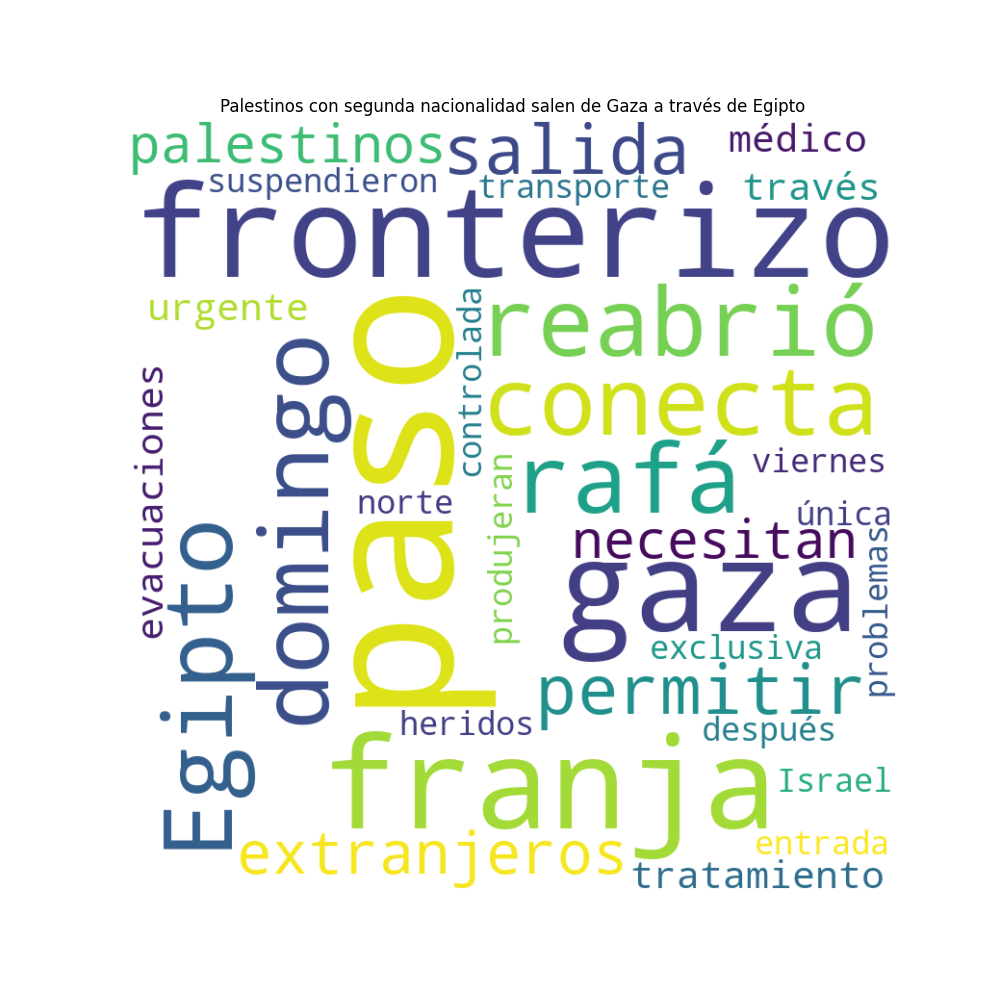 Palestinos con segunda nacionalidad salen de Gaza a través de Egipto
palestinos
salida
médico
suspendieron
transporte
través
fronterizo
urgente
paso
controlada
reabrió
domingo
conecta
evacuaciones
norte
produjeran
rafá
viernes
única
necesitan
Egipto
gaza
problemasa
exclusiva
permitir
heridos
después
franja
Israel
extranjeros
entrada
tratamiento